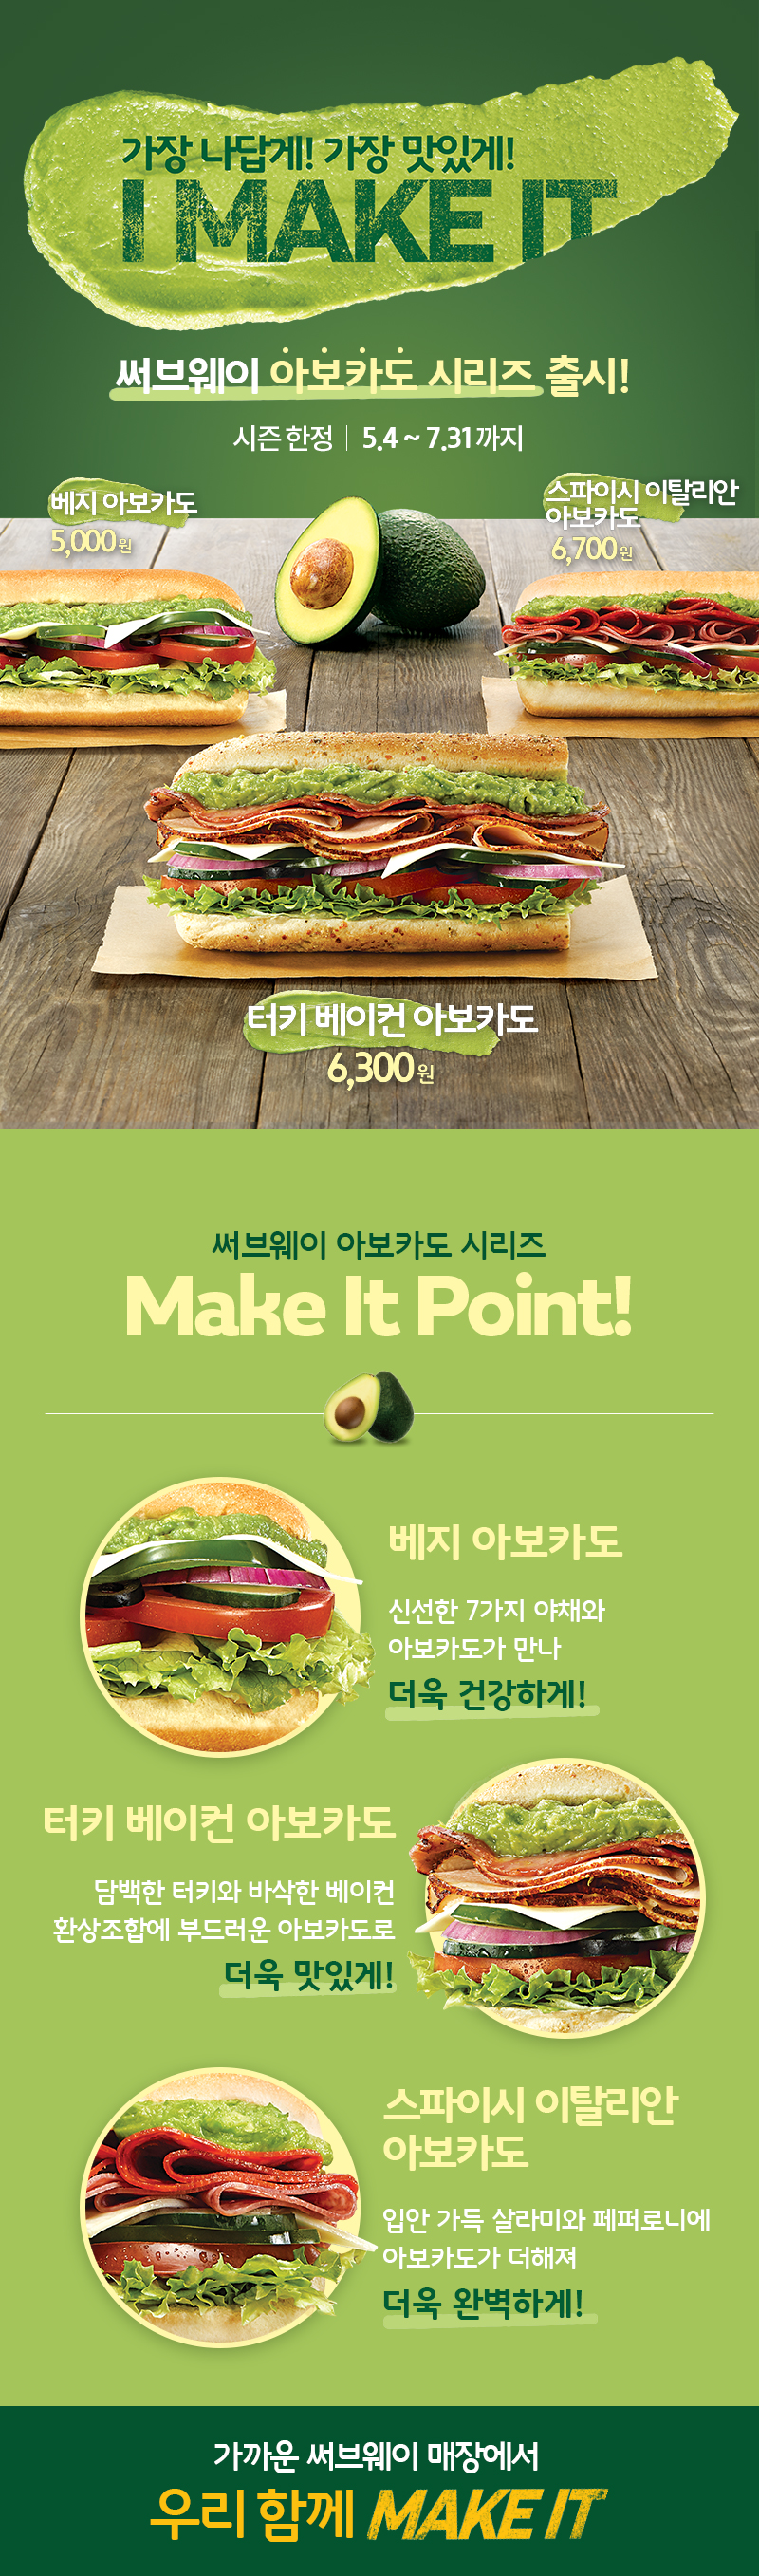 가장 나답게! 가장 맛있게!
I MAKE IT
써브웨이 아보카도 시리즈 출시!
시즌 한정 | 5.4 ~ 7.31 까지
베지 아보카도
5,000원
스파이시 이탈리안
아보카도
6,700원
터키 베이컨 아보카도
6,300원
써브웨이 아보카도 시리즈
Make It Point!
베지 아보카도
신선한 7가지 야채와
아보카도가 만나
더욱 건강하게!
터키 베이컨 아보카도
담백한 터키와 바삭한 베이컨
환상조합에 부드러운 아보카도로
더욱 맛있게!
스파이시 이탈리안
아보카도
입안 가득 살라미와 페퍼로니에
아보카도가 더해져
더욱 완벽하게!
가까운 써브웨이 매장에서
우리 함께 MAKE IT